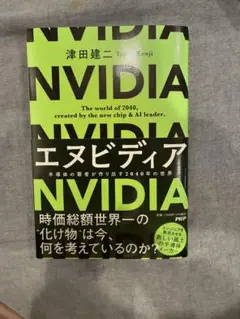 NVIDIA
津田建二
NVIDIA
The world of 2040,
created by the new chip & AI leader.
エヌビディア
半導体の覇者が作り出す2040年の世界
NVIDIA
時価総額世界一の
“化け物”は今、
何を考えているのか?
PHP